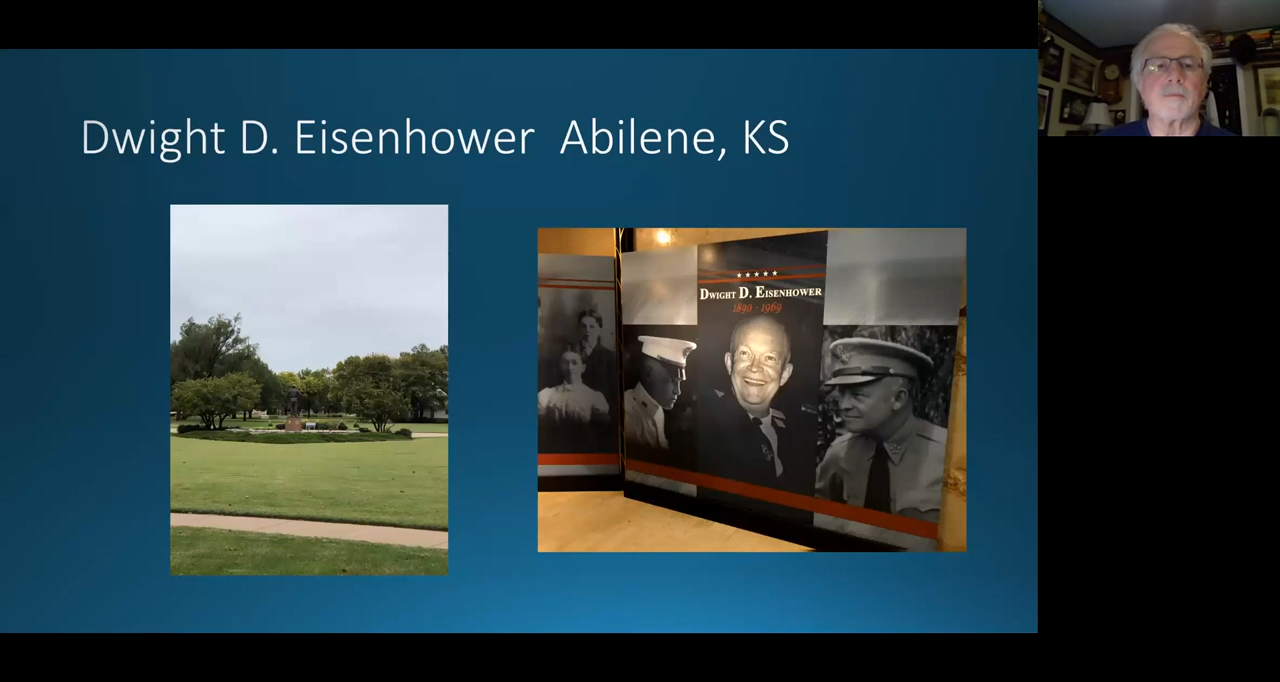 Dwight D. Eisenhower  Abilene, KS
DWIGHT D. EISENHOWER
1890 - 1969